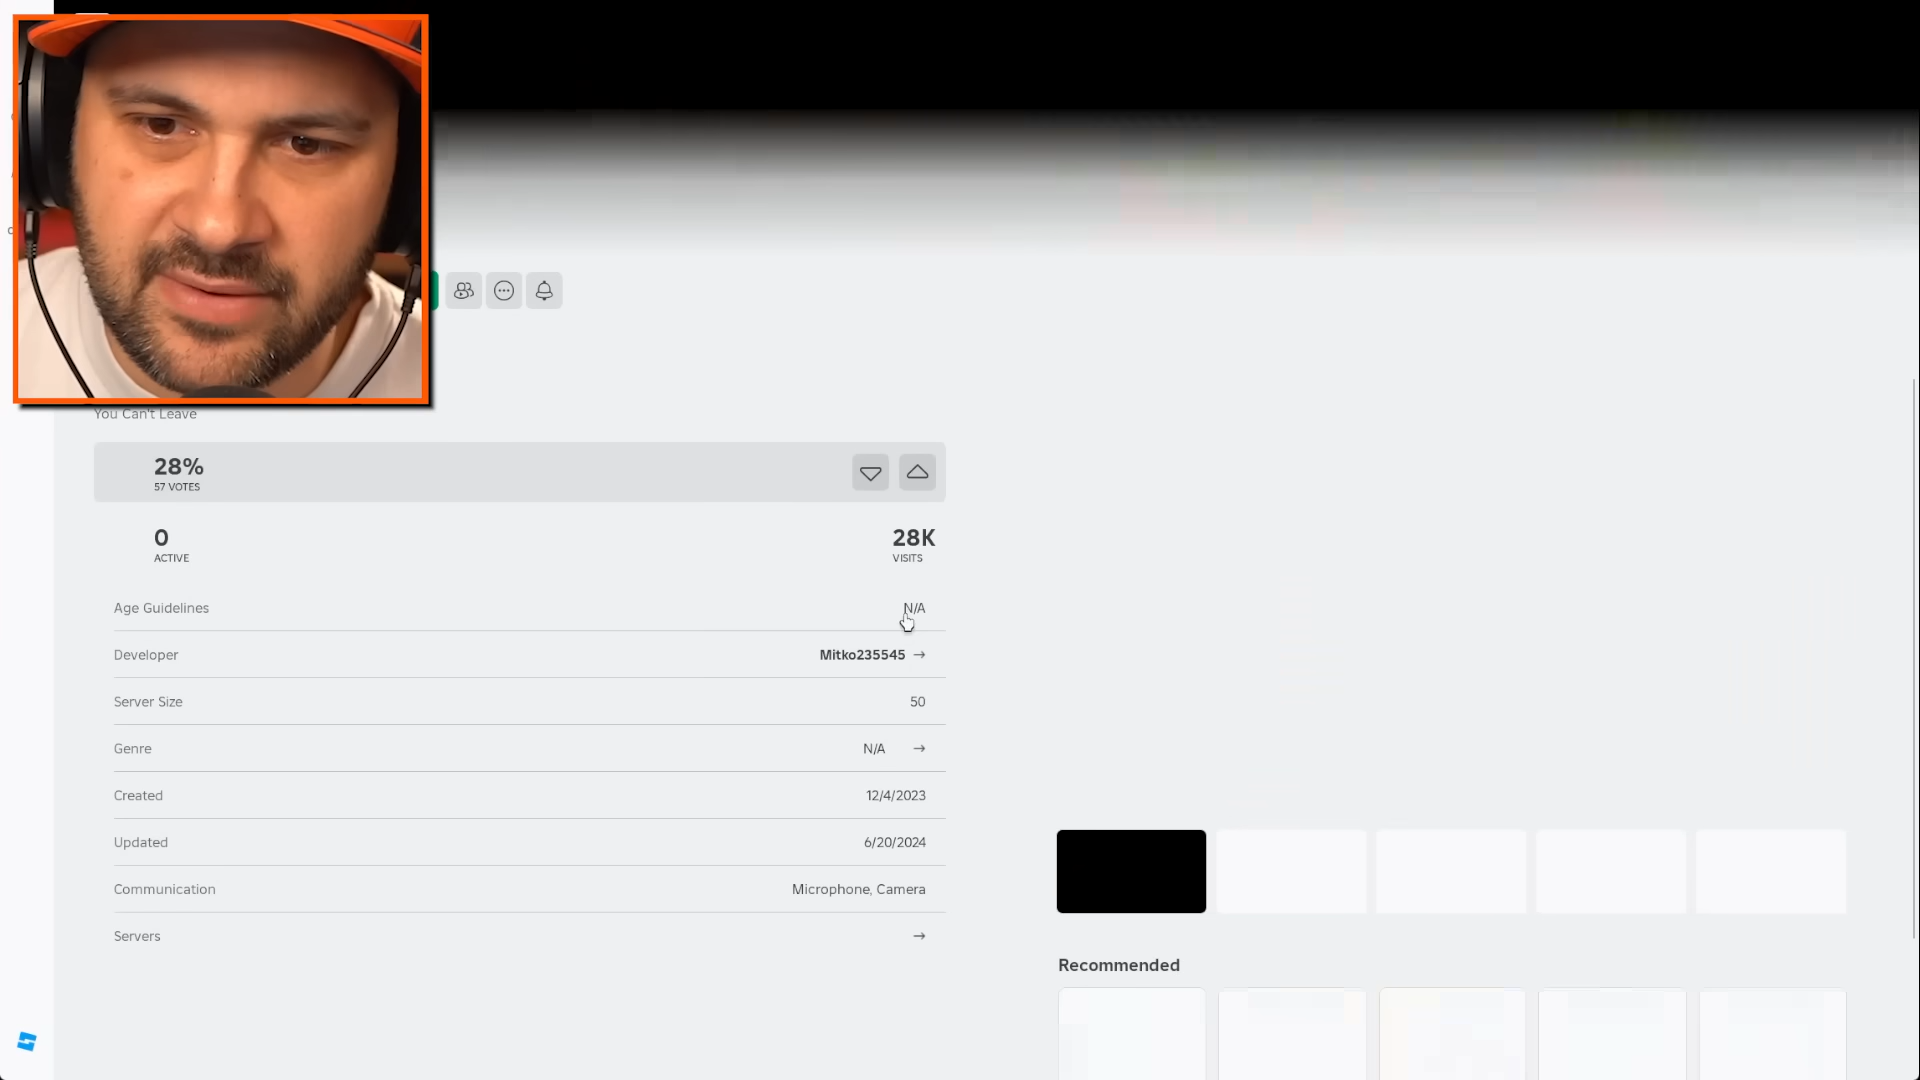 You Can't Leave
28%
57 VOTES
0
ACTIVE
28K
VISITS
Age Guidelines N/A
Developer Mitko235545
Server Size 50
Genre N/A
Created 12/4/2023
Updated 6/20/2024
Communication Microphone, Camera
Servers
Recommended